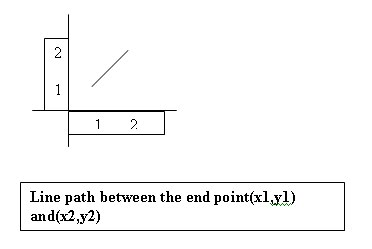 2
1
1 2
Line path between the end point(x1,y1)
and(x2,y2)